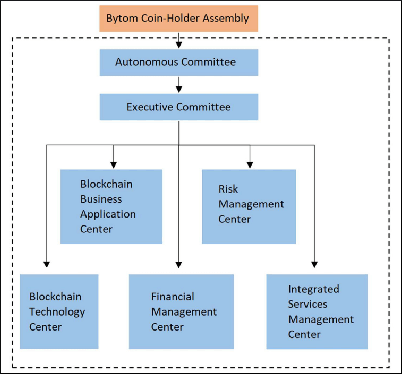 Bytom Coin-Holder Assembly
Autonomous Committee
Executive Committee
Blockchain
Business
Application
Center
Risk
Management
Center
Blockchain
Technology
Center
Financial
Management
Center
Integrated
Services
Management
Center